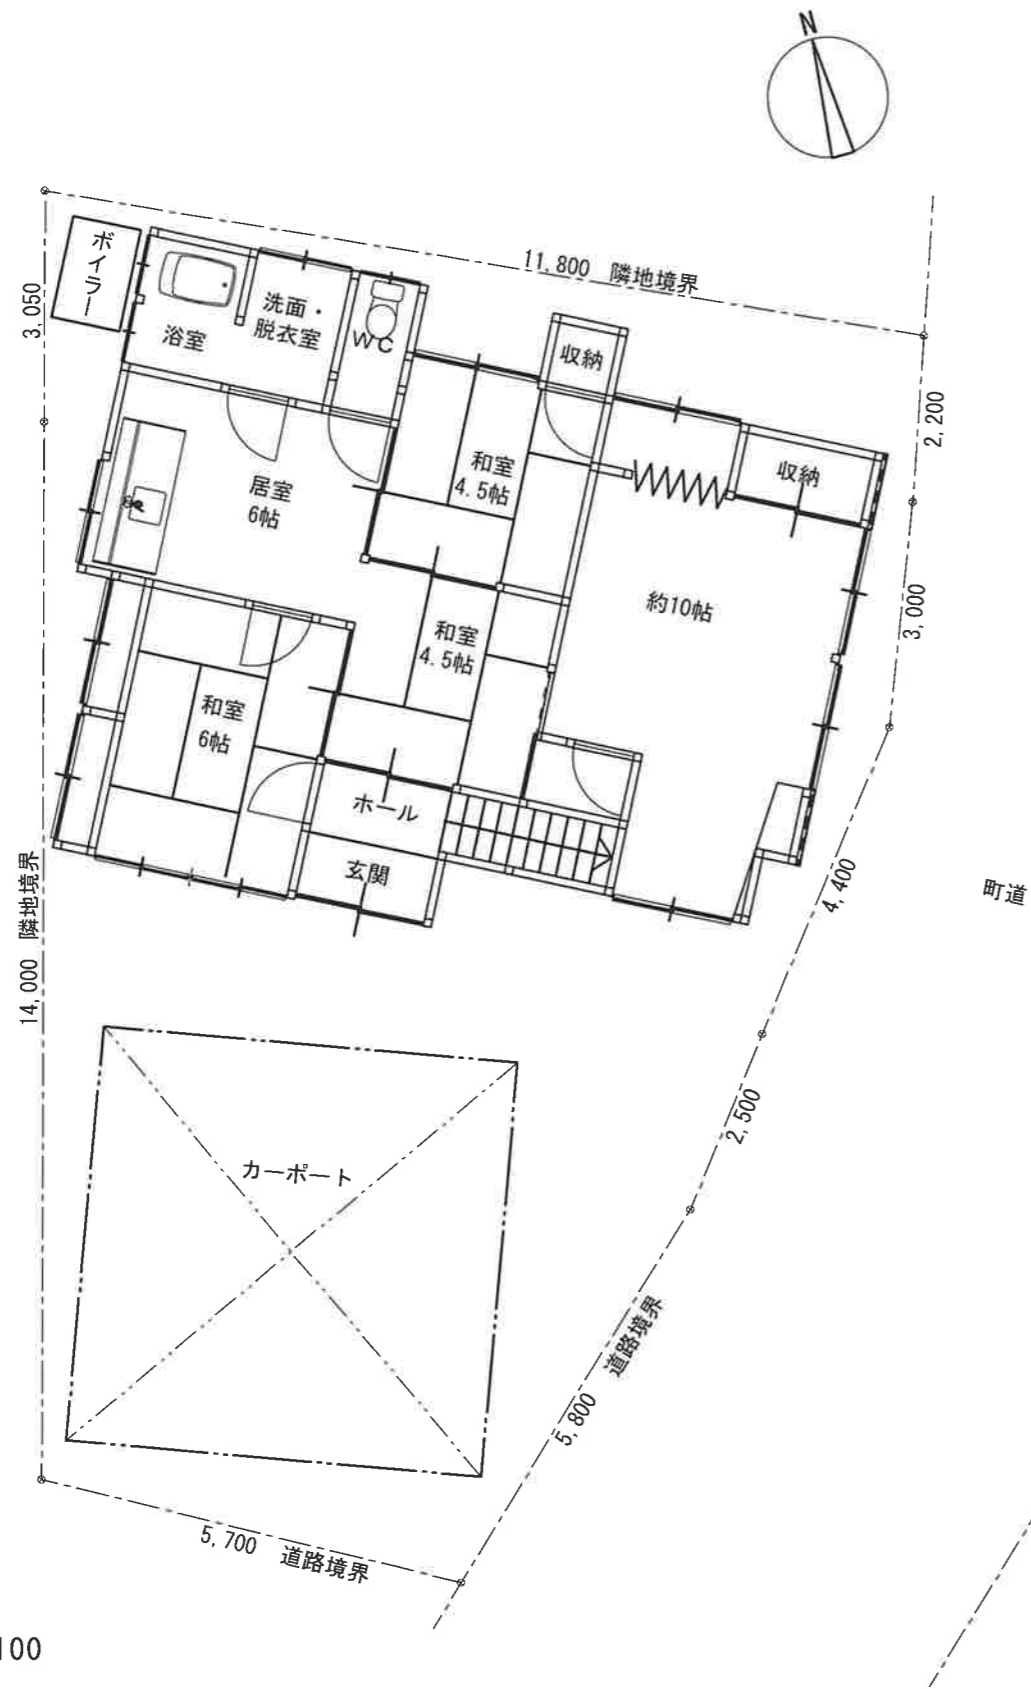 N
11,800 隣地境界
ボイラー
3,050
浴室
洗面・
脱衣室
WC
収納
2,200
和室
4.5帖
収納
居室
6帖
約10帖
3,000
和室
4.5帖
和室
6帖
ホール
玄関
4,400
町道
14,000 隣地境界
2,500
カーポート
5,800 道路境界
5,700 道路境界
100